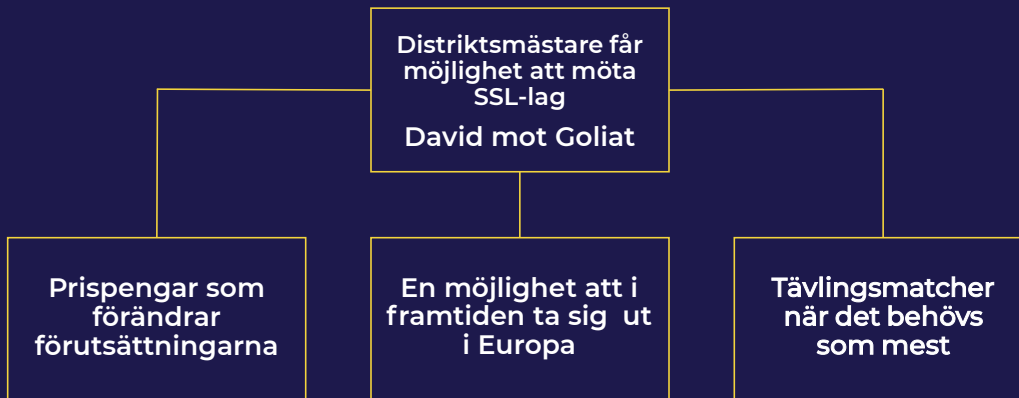 Distriktsmästare får
möjlighet att möta
SSL-lag
David mot Goliat
Prispengar som
förändrar
förutsättningarna
En möjlighet att i
framtiden ta sig ut
i Europa
Tävlingsmatcher
när det behövs
som mest